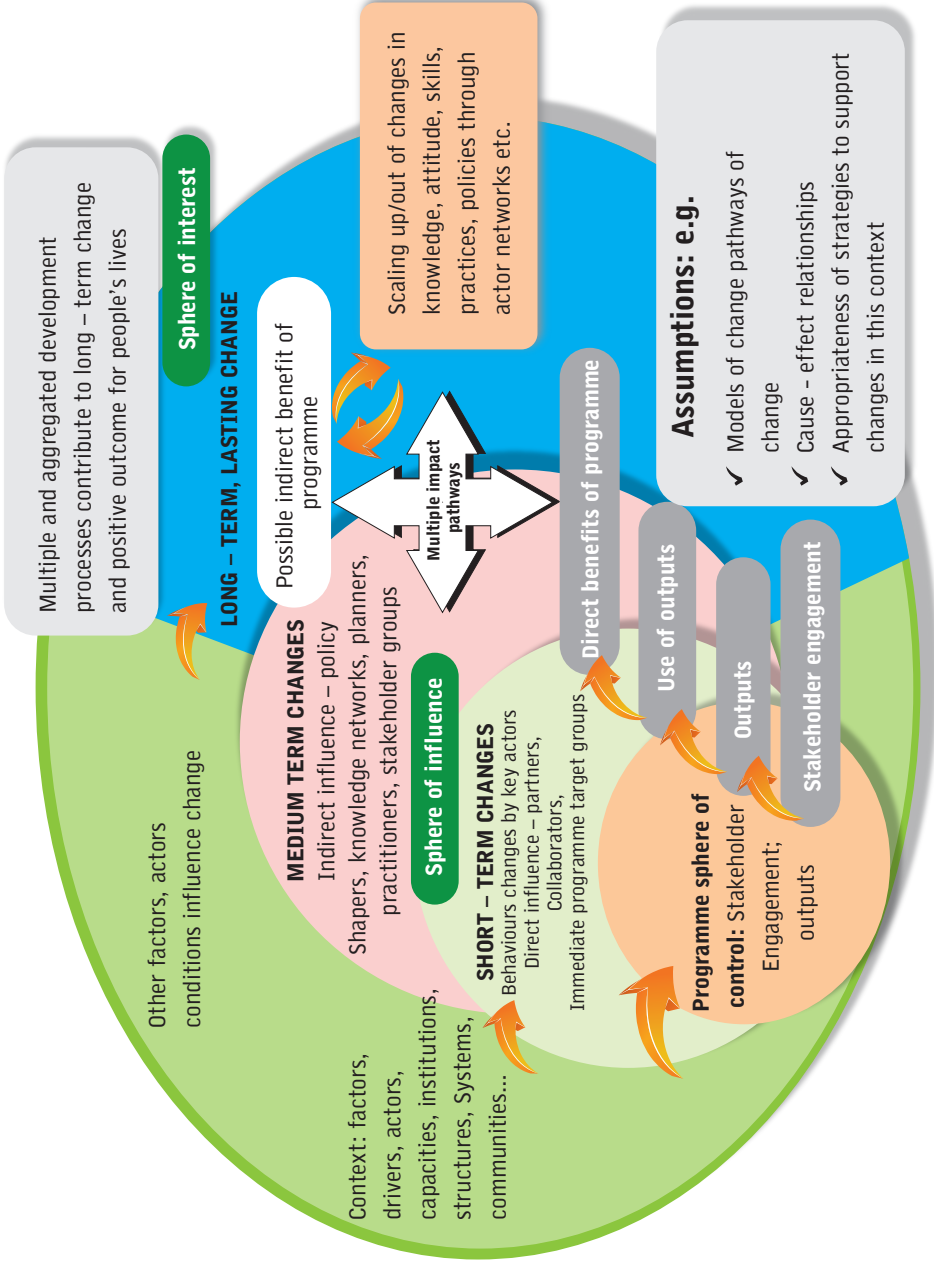 Multiple and aggregated development
processes contribute to long – term change
and positive outcome for people's lives
Sphere of interest
LONG – TERM, LASTING CHANGE
Possible indirect benefit of
programme
Scaling up/out of changes in
knowledge, attitude, skills,
practices, policies through
actor networks etc.
Other factors, actors
conditions influence change
MEDIUM TERM CHANGES
Indirect influence – policy
Shapers, knowledge networks, planners,
practitioners, stakeholder groups
Multiple impact
pathways
Sphere of influence
Context: factors,
drivers, actors,
capacities, institutions,
structures, Systems,
communities...
SHORT – TERM CHANGES
Behaviours changes by key actors
Direct influence – partners,
Collaborators,
Immediate programme target groups
Direct benefits of programme
Use of outputs
Outputs
Stakeholder engagement
Programme sphere of
control: Stakeholder
Engagement;
outputs
Assumptions: e.g.
✓ Models of change pathways of
change
✓ Cause – effect relationships
✓ Appropriateness of strategies to support
changes in this context